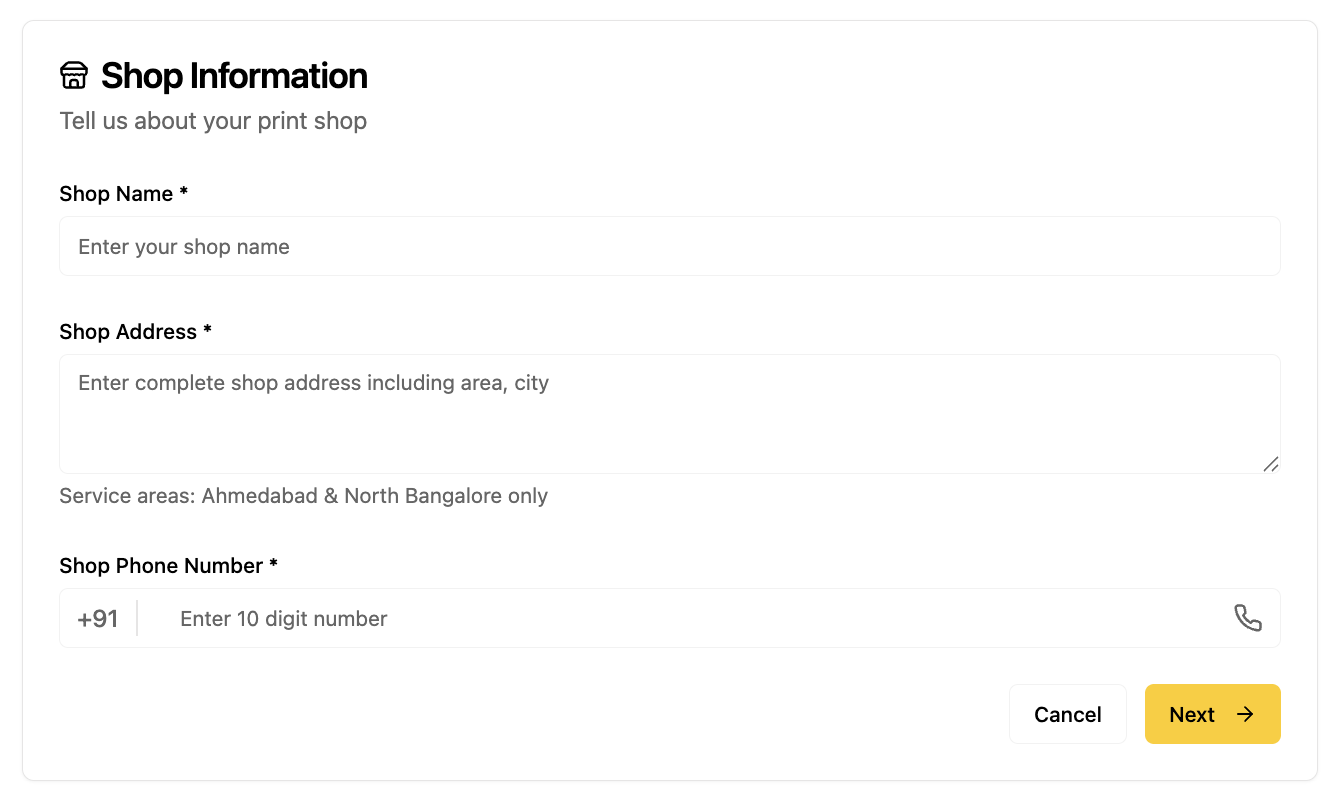 Shop Information
Tell us about your print shop
Shop Name *
Enter your shop name
Shop Address *
Enter complete shop address including area, city
Service areas: Ahmedabad & North Bangalore only
Shop Phone Number *
+91 Enter 10 digit number
Cancel Next